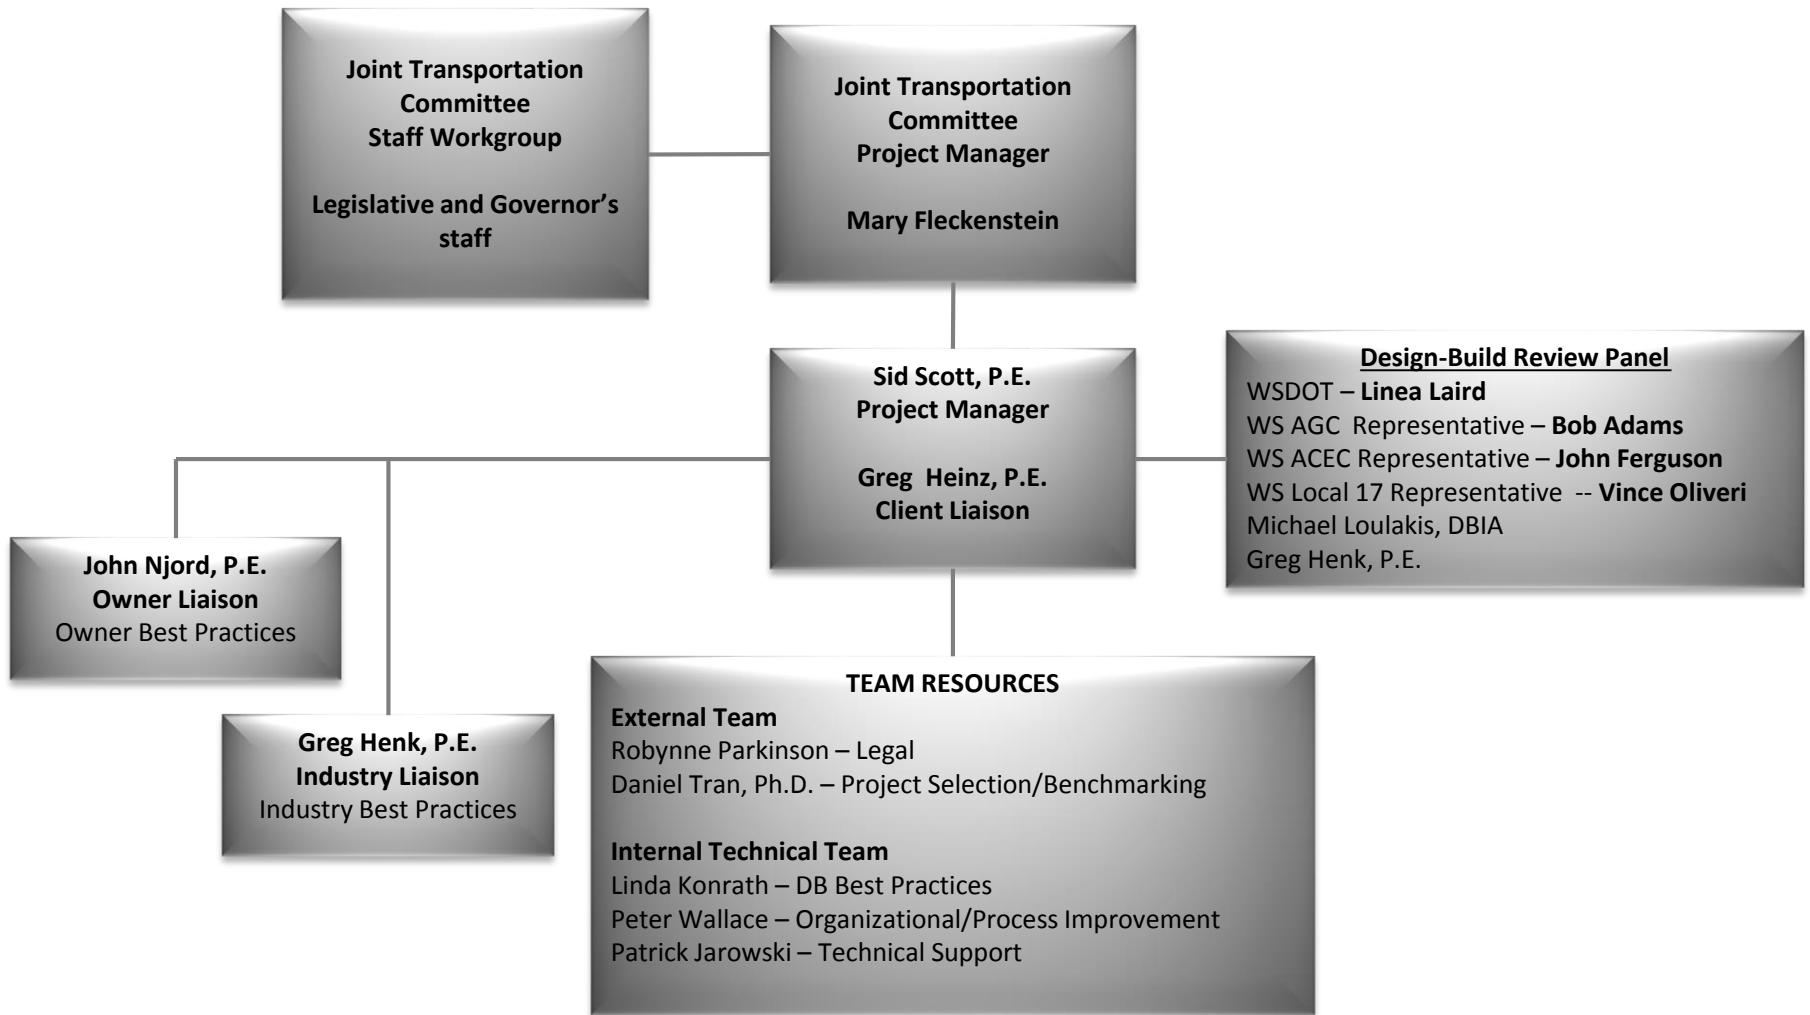 Joint Transportation
Committee
Staff Workgroup
Legislative and Governor’s
staff
Joint Transportation
Committee
Project Manager
Mary Fleckenstein
Sid Scott, P.E.
Project Manager
Greg Heinz, P.E.
Client Liaison
Design-Build Review Panel
WSDOT – Linea Laird
WS AGC Representative – Bob Adams
WS ACEC Representative – John Ferguson
WS Local 17 Representative -- Vince Oliveri
Michael Loulakis, DBIA
Greg Henk, P.E.
John Njord, P.E.
Owner Liaison
Owner Best Practices
Greg Henk, P.E.
Industry Liaison
Industry Best Practices
TEAM RESOURCES
External Team
Robynne Parkinson – Legal
Daniel Tran, Ph.D. – Project Selection/Benchmarking
Internal Technical Team
Linda Konrath – DB Best Practices
Peter Wallace – Organizational/Process Improvement
Patrick Jarowski – Technical Support